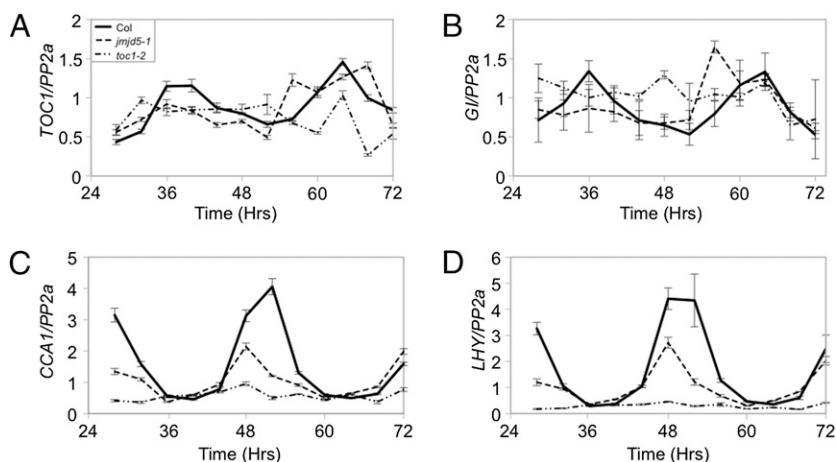 A
TOC1/PP2a
2
1.5
1
0.5
0
Col
jmjd5-1
toc1-2
24 36 48 60 72
Time (Hrs)
B
GI/PP2a
2
1.5
1
0.5
0
24 36 48 60 72
Time (Hrs)
C
CCA1/PP2a
5
4
3
2
1
0
24 36 48 60 72
Time (Hrs)
D
LHY/PP2a
6
5
4
3
2
1
0
24 36 48 60 72
Time (Hrs)